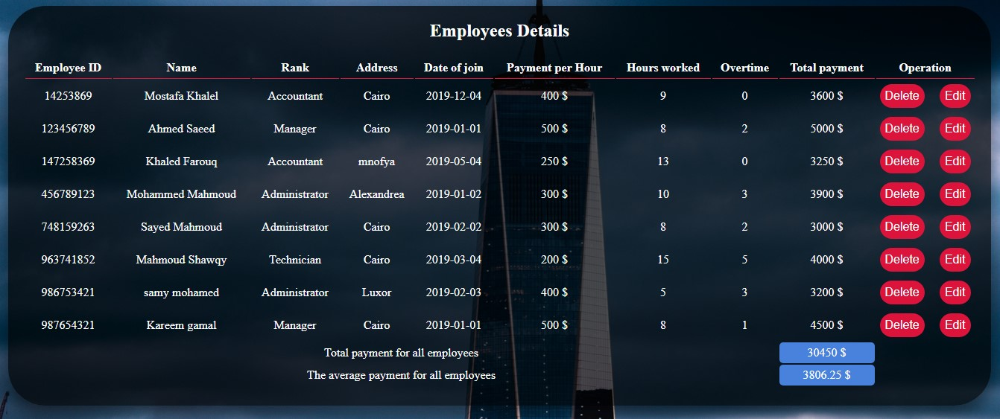 Employees Details
Employee ID Name Rank Address Date of join Payment per Hour Hours worked Overtime Total payment Operation
14253869 Mostafa Khalel Accountant Cairo 2019-12-04 400 $ 9 0 3600 $ Delete Edit
123456789 Ahmed Saeed Manager Cairo 2019-01-01 500 $ 8 2 5000 $ Delete Edit
147258369 Khaled Farouq Accountant mnofya 2019-05-04 250 $ 13 0 3250 $ Delete Edit
456789123 Mohammed Mahmoud Administrator Alexandrea 2019-01-02 300 $ 10 3 3900 $ Delete Edit
748159263 Sayed Mahmoud Administrator Cairo 2019-02-02 300 $ 8 2 3000 $ Delete Edit
963741852 Mahmoud Shawqy Technician Cairo 2019-03-04 200 $ 15 5 4000 $ Delete Edit
986753421 samy mohamed Administrator Luxor 2019-02-03 400 $ 5 3 3200 $ Delete Edit
987654321 Kareem gamal Manager Cairo 2019-01-01 500 $ 8 1 4500 $ Delete Edit
Total payment for all employees 30450 $
The average payment for all employees 3806.25 $